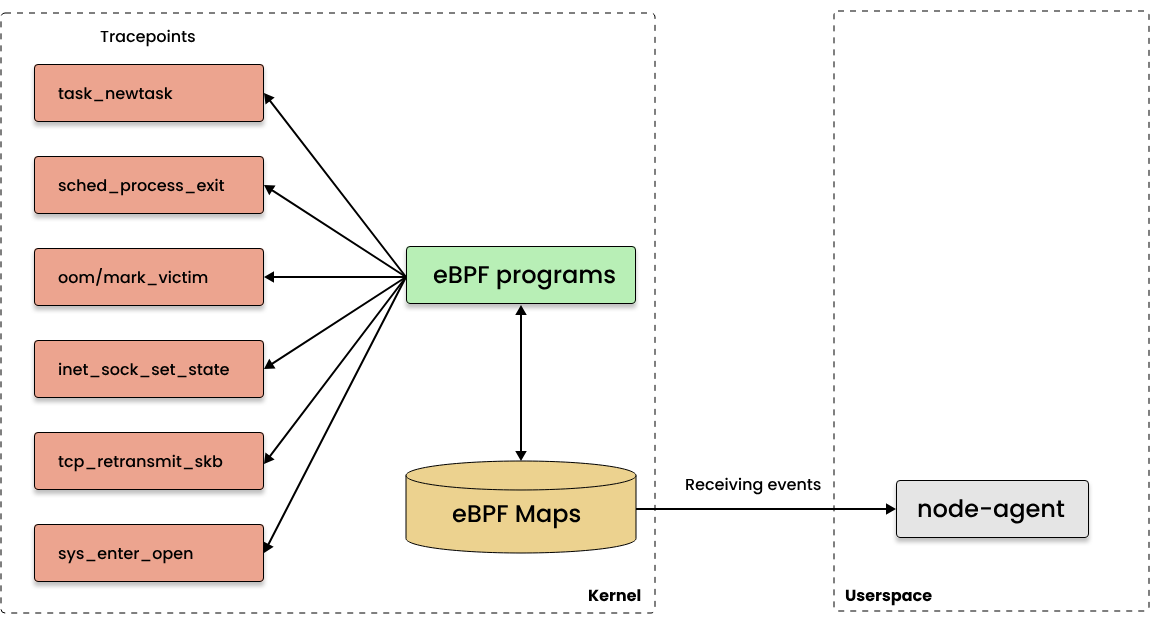 Tracepoints
task_newtask
sched_process_exit
oom/mark_victim
inet_sock_set_state
tcp_retransmit_skb
sys_enter_open
eBPF programs
eBPF Maps
Receiving events
node-agent
Kernel
Userspace